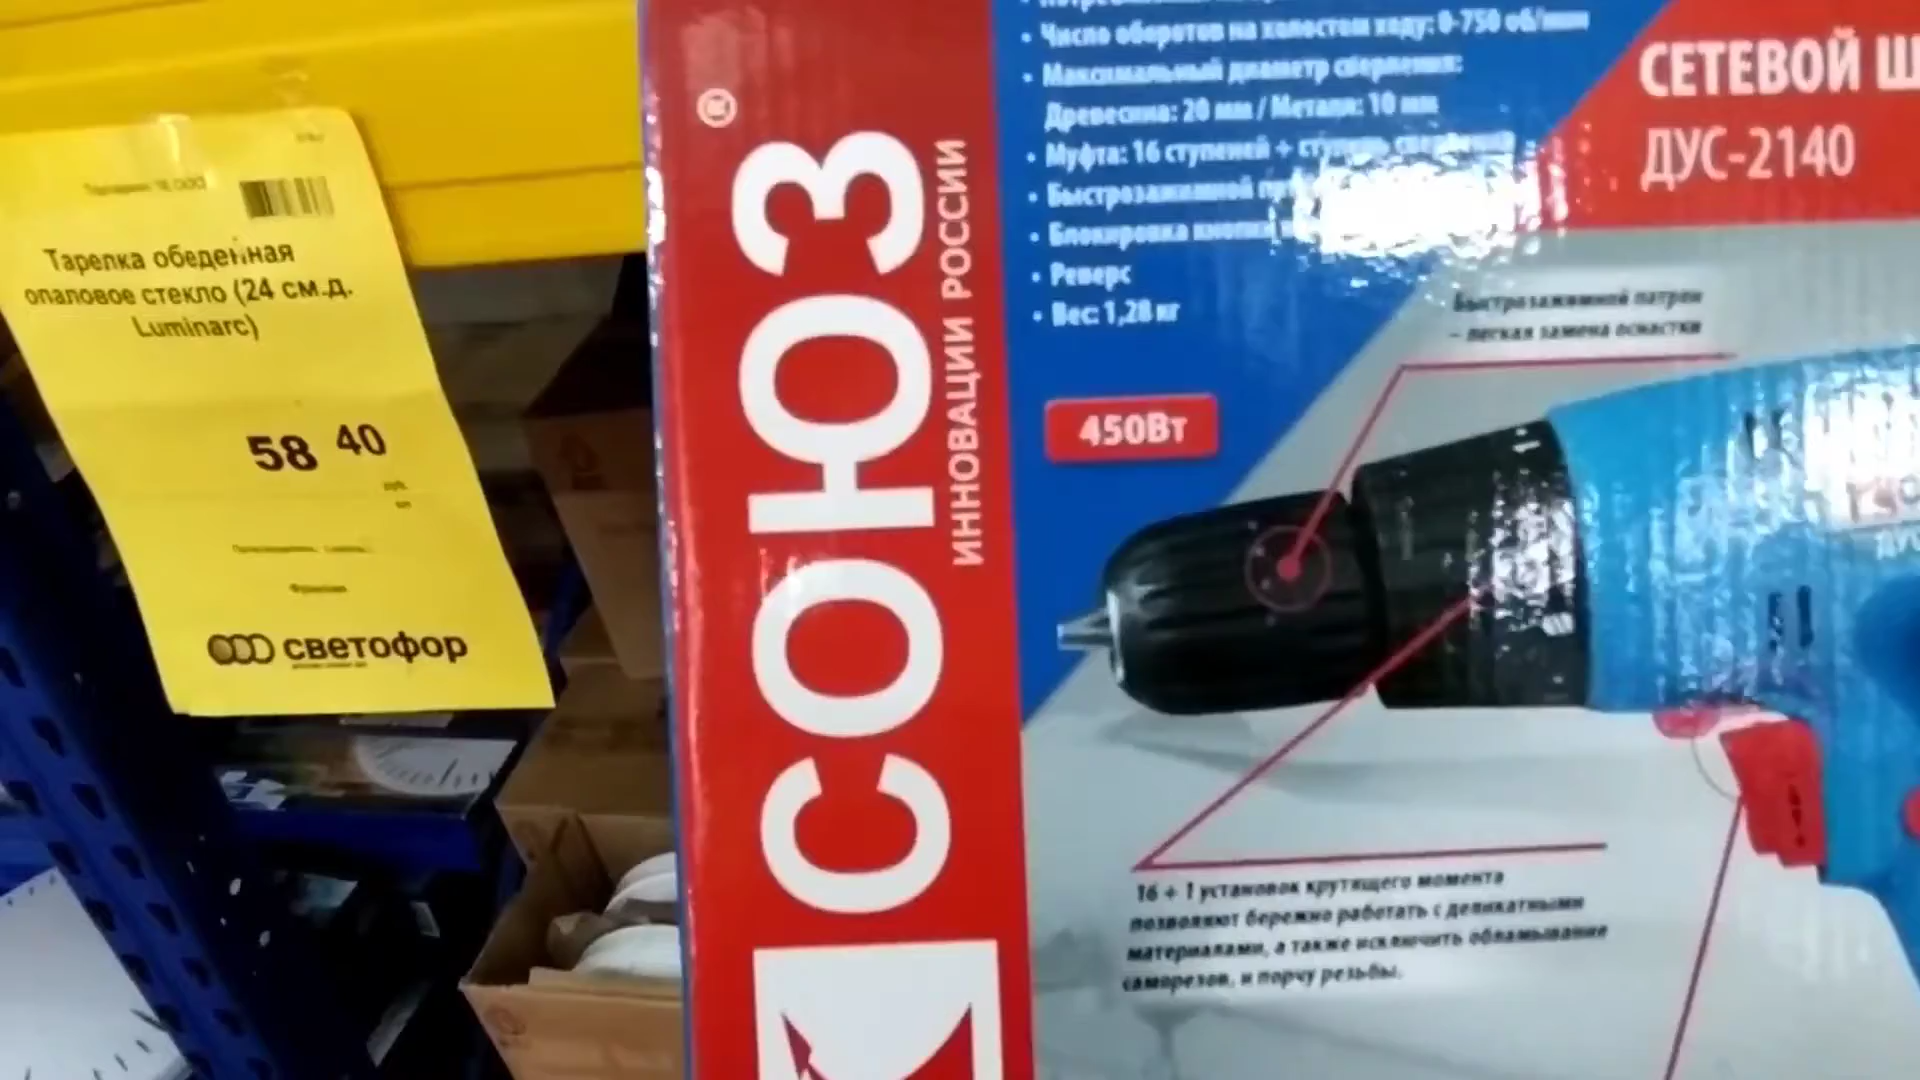 Тарелка обеденная
опаловое стекло (24 см.д.
Luminarc)
58 40
руб.
светофор
СОЮЗ
ИННОВАЦИИ РОССИИ
• Число оборотов на холостом ходу: 0-750 об/мин
• Максимальный диаметр сверления:
Древесина: 20 мм / Металл: 10 мм
• Муфта: 16 ступеней + ступень сверления
• Быстрозажимной
• Блокировка кнопки
• Реверс
• Вес: 1,28 кг
450Вт
СЕТЕВОЙ Ш
ДУС-2140
Быстрозажимной патрон
– легкая замена оснастки
16 + 1 установок крутящего момента
позволяют бережно работать с деликатными
материалами, а также исключить обламывание
саморезов, и порчу резьбы.